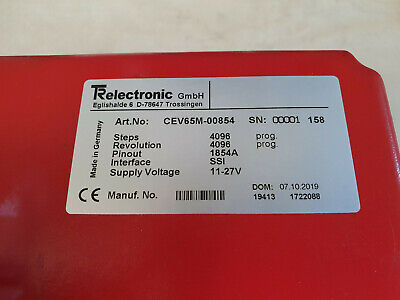 TRelectronic GmbH
Eglishalde 6 D-78647 Trossingen
Art.No: CEV65M-00854 SN: 00001 158
Steps 4096 prog.
Revolution 4096 prog.
Pinout 1854A
Interface SSI
Supply Voltage 11-27V
Made in Germany
DOM: 07.10.2019
CE Manuf. No. 19413 1722088